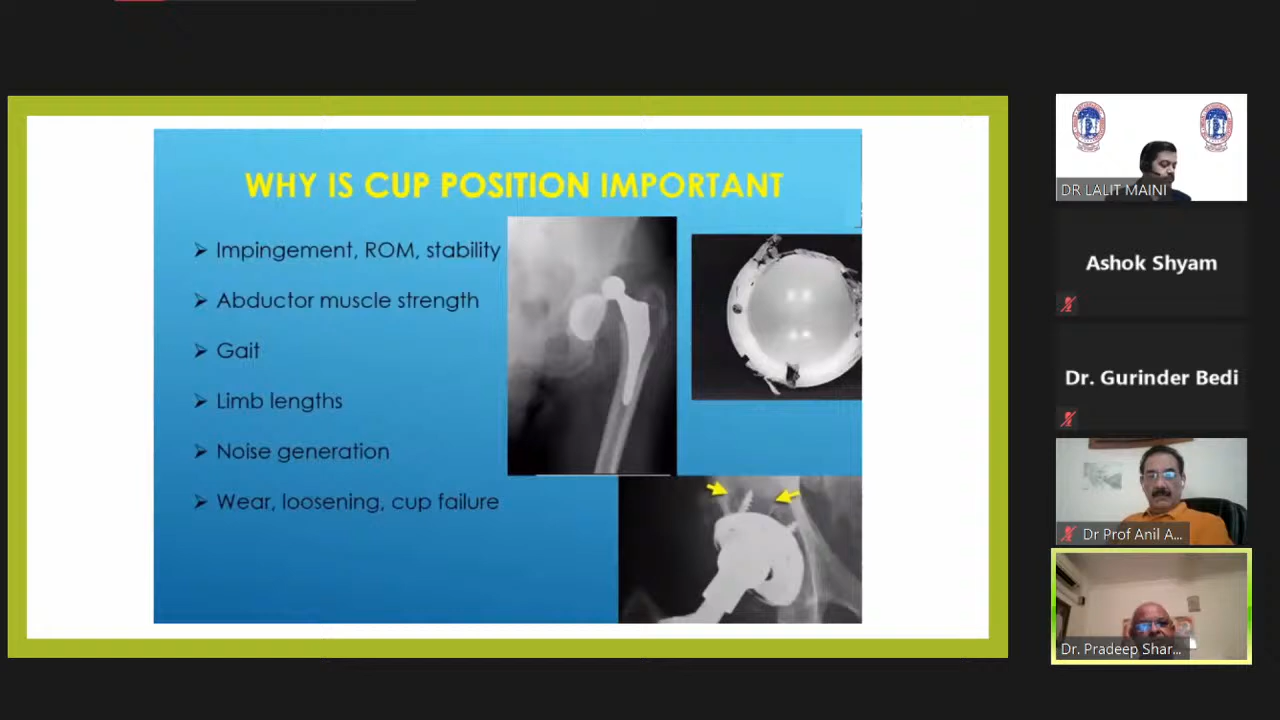 WHY IS CUP POSITION IMPORTANT
Impingement, ROM, stability
Abductor muscle strength
Gait
Limb lengths
Noise generation
Wear, loosening, cup failure
DR LALIT MAINI
Ashok Shyam
Dr. Gurinder Bedi
Dr Prof Anil A...
Dr. Pradeep Shar...